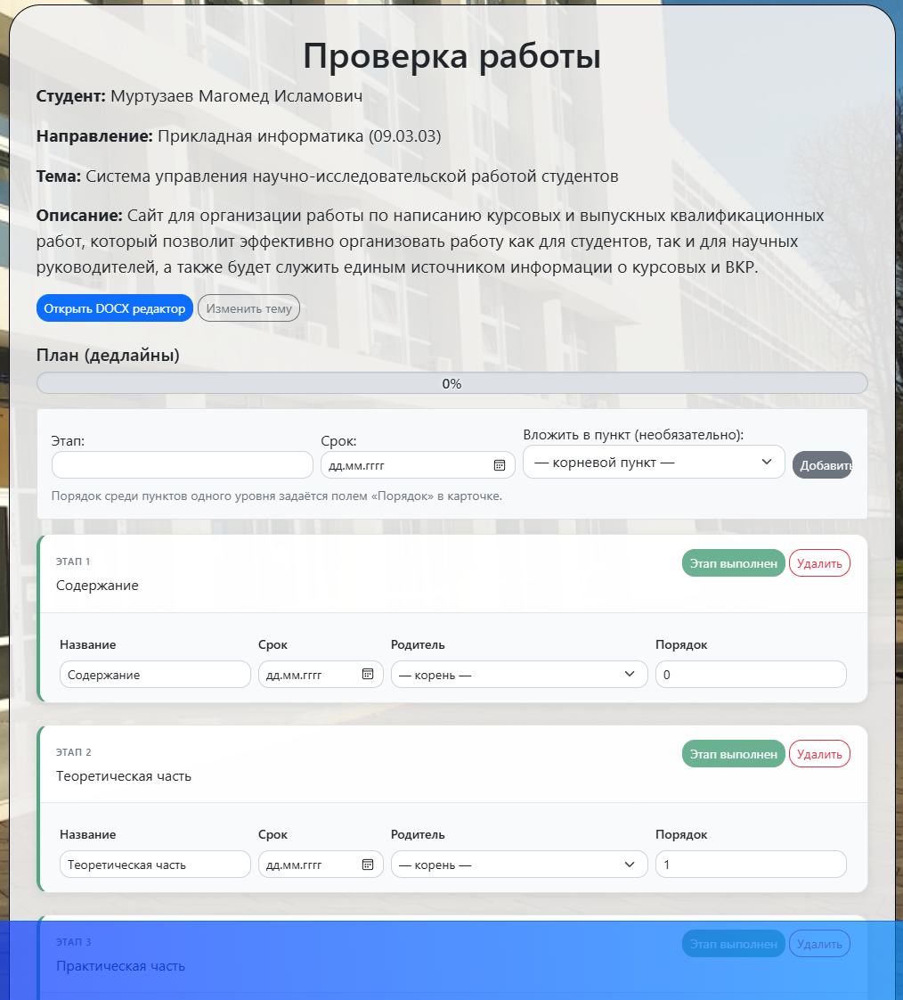 Проверка работы
Студент: Муртузаев Магомед Исламович
Направление: Прикладная информатика (09.03.03)
Тема: Система управления научно-исследовательской работой студентов
Описание: Сайт для организации работы по написанию курсовых и выпускных квалификационных
работ, который позволит эффективно организовать работу как для студентов, так и для научных
руководителей, а также будет служить единым источником информации о курсовых и ВКР.
Открыть DOCX редактор Изменить тему
План (дедлайны)
0%
Этап: Срок: Вложить в пункт (необязательно):
дд.мм.гггг — корневой пункт — Добавить
Порядок среди пунктов одного уровня задаётся полем «Порядок» в карточке.
ЭТАП 1 Этап выполнен Удалить
Содержание
Название Срок Родитель Порядок
Содержание дд.мм.гггг — корень — 0
ЭТАП 2 Этап выполнен Удалить
Теоретическая часть
Название Срок Родитель Порядок
Теоретическая часть дд.мм.гггг — корень — 1
ЭТАП 3 Этап выполнен Удалить
Практическая часть